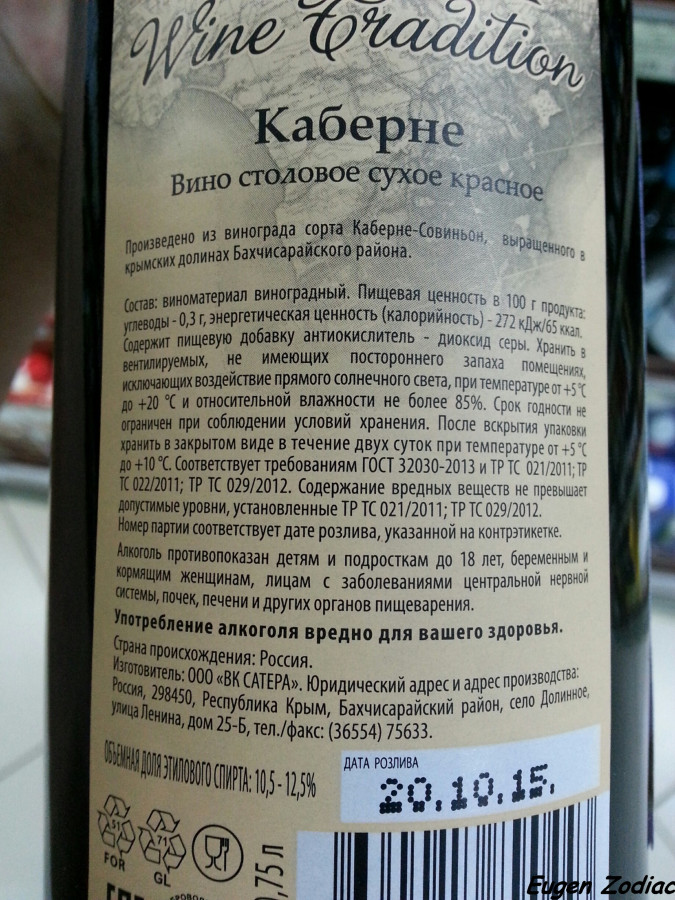 Wine Tradition
Каберне
Вино столовое сухое красное
Произведено из винограда сорта Каберне-Совиньон, выращенного в
крымских долинах Бахчисарайского района.
Состав: виноматериал виноградный. Пищевая ценность в 100 г продукта:
углеводы - 0,3 г, энергетическая ценность (калорийность) - 272 кДж/65 ккал.
Содержит пищевую добавку антиокислитель - диоксид серы. Хранить в
вентилируемых, не имеющих постороннего запаха помещениях,
исключающих воздействие прямого солнечного света, при температуре от +5 °С
до +20 °С и относительной влажности не более 85%. Срок годности не
ограничен при соблюдении условий хранения. После вскрытия упаковки
хранить в закрытом виде в течение двух суток при температуре от +5 °С
до +10 °С. Соответствует требованиям ГОСТ 32030-2013 и ТР ТС 021/2011; ТР
ТС 022/2011; ТР ТС 029/2012. Содержание вредных веществ не превышает
допустимые уровни, установленные ТР ТС 021/2011; ТР ТС 029/2012.
Номер партии соответствует дате розлива, указанной на контрэтикетке.
Алкоголь противопоказан детям и подросткам до 18 лет, беременным и
кормящим женщинам, лицам с заболеваниями центральной нервной
системы, почек, печени и других органов пищеварения.
Употребление алкоголя вредно для вашего здоровья.
Страна происхождения: Россия.
Изготовитель: ООО «ВК САТЕРА». Юридический адрес и адрес производства:
Россия, 298450, Республика Крым, Бахчисарайский район, село Долинное,
улица Ленина, дом 25-Б, тел./факс: (36554) 75633.
ОБЪЕМНАЯ ДОЛЯ ЭТИЛОВОГО СПИРТА: 10,5 - 12,5%
ДАТА РОЗЛИВА
20.10.15.
51
FOR
71
GL
0,75 л
Eugen Zodiac